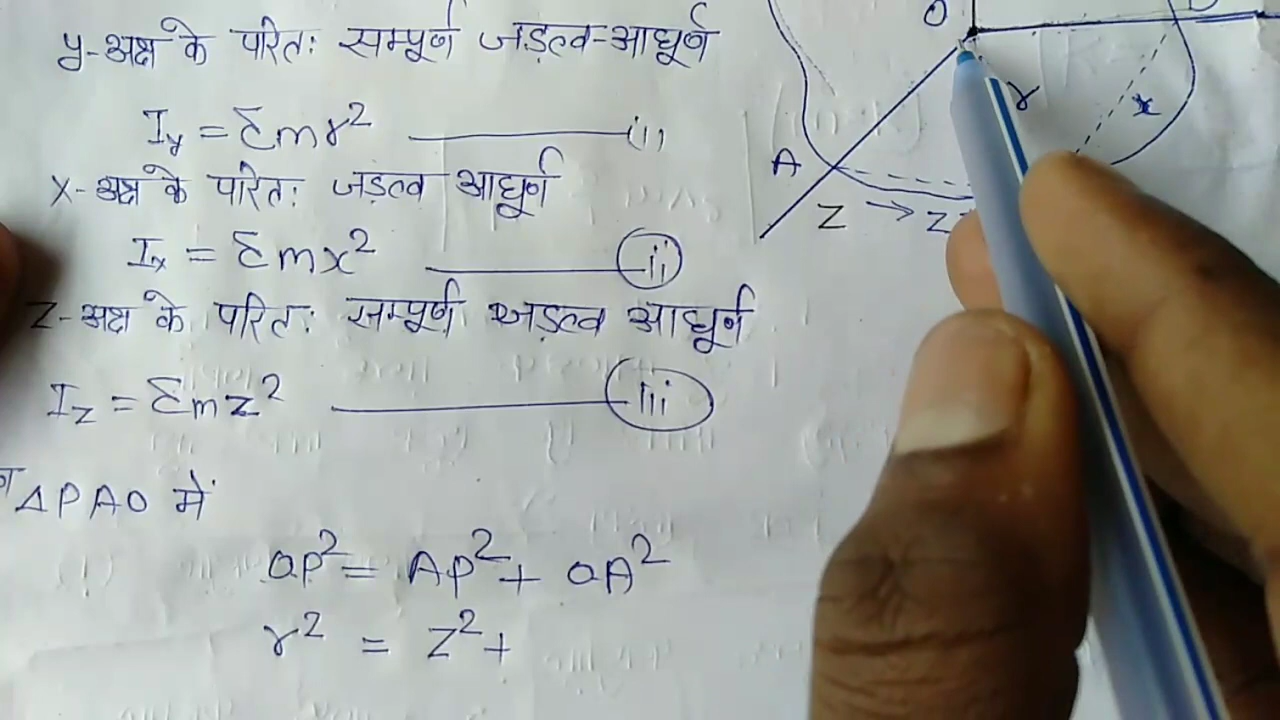 y-अक्ष के परितः सम्पूर्ण जड़त्व-आघूर्ण
Iy = Σmr² (i)
x-अक्ष के परितः जड़त्व आघूर्ण
Ix = Σmx² (ii)
z-अक्ष के परितः सम्पूर्ण जड़त्व आघूर्ण
Iz = Σmz² (iii)
ΔPAO में
OP² = AP² + OA²
r² = z² +
O
r
x
A
Z → Z